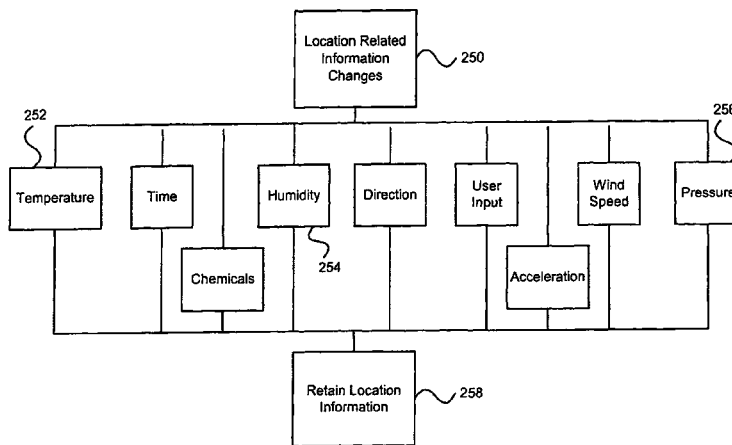 Location Related
Information
Changes
250
252
256
Temperature
Time
Humidity
Direction
User
Input
Wind
Speed
Pressure
254
Chemicals
Acceleration
Retain Location
Information
258